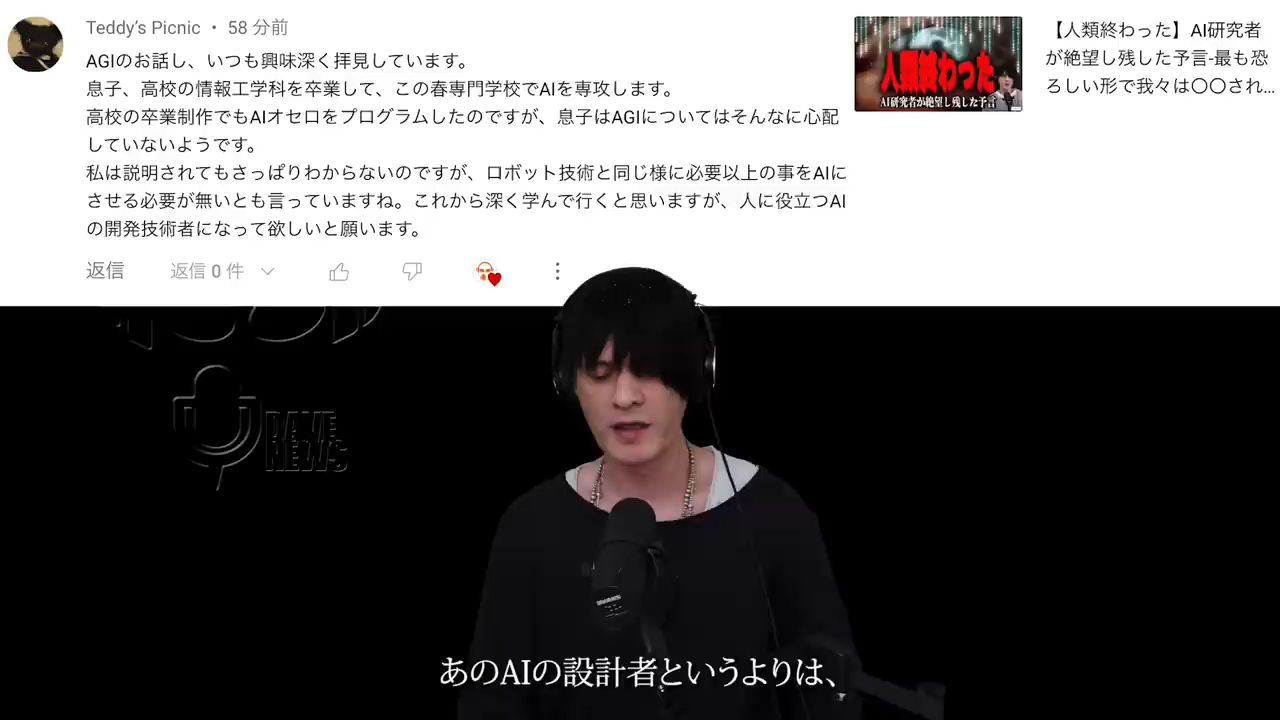 Teddy's Picnic ・ 58 分前
AGIのお話し、いつも興味深く拝見しています。
息子、高校の情報工学科を卒業して、この春専門学校でAIを専攻します。
高校の卒業制作でもAIオセロをプログラムしたのですが、息子はAGIについてはそんなに心配
していないようです。
私は説明されてもさっぱりわからないのですが、ロボット技術と同じ様に必要以上の事をAIに
させる必要が無いとも言っていますね。これから深く学んで行くと思いますが、人に役立つAI
の開発技術者になって欲しいと願います。
返信 返信 0 件
人類終わった
AI研究者が絶望し残した予言
【人類終わった】AI研究者
が絶望し残した予言-最も恐
ろしい形で我々は〇〇され...
DAVE
NEWS
あのAIの設計者というよりは、